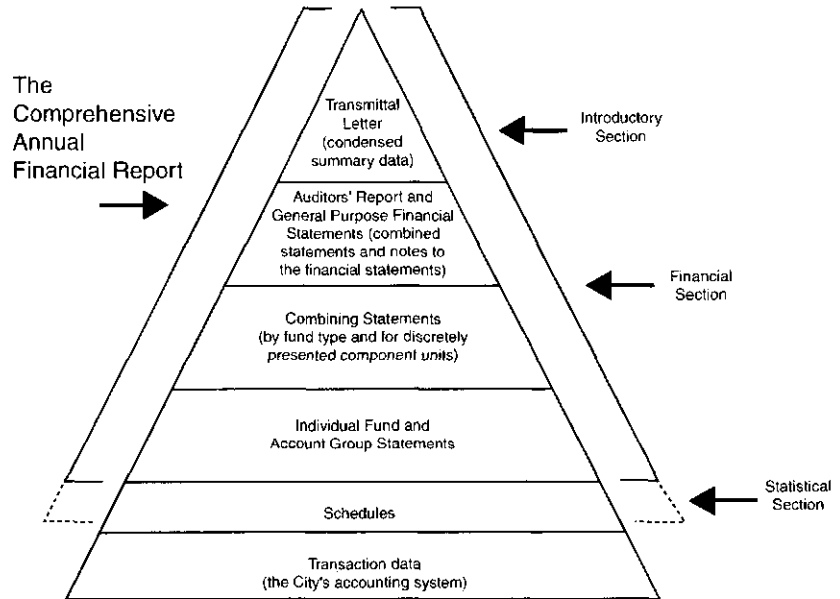 The
Comprehensive
Annual
Financial Report
Transmittal
Letter
(condensed
summary data)
Introductory
Section
Auditors' Report and
General Purpose Financial
Statements (combined
statements and notes to
the financial statements)
Financial
Section
Combining Statements
(by fund type and for discretely
presented component units)
Individual Fund and
Account Group Statements
Statistical
Section
Schedules
Transaction data
(the City's accounting system)